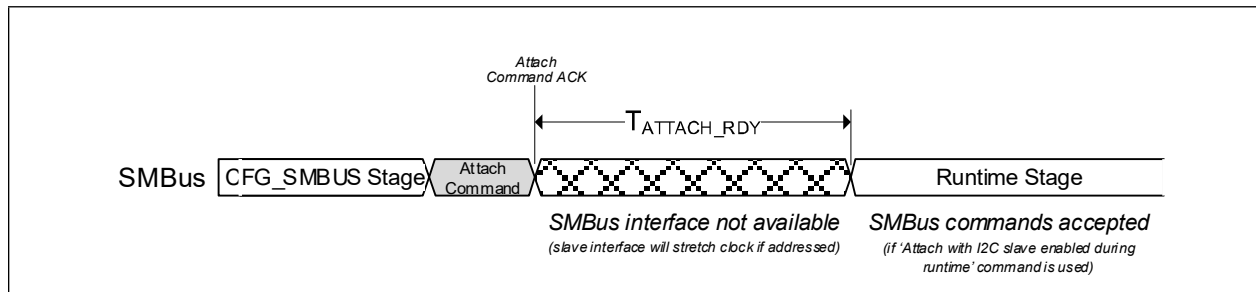 Attach
Command ACK
TATTACH_RDY
SMBus
CFG_SMBUS Stage
Attach
Command
Runtime Stage
SMBus interface not available
(slave interface will stretch clock if addressed)
SMBus commands accepted
(if ‘Attach with I2C slave enabled during
runtime’ command is used)